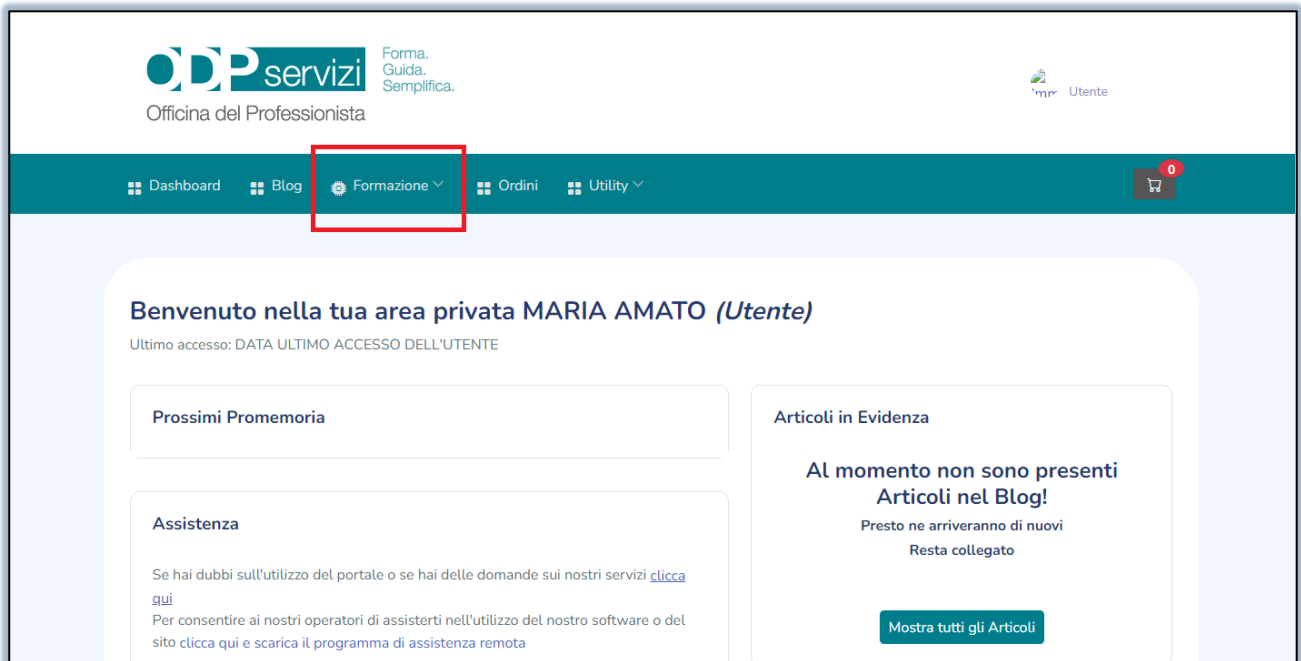 ODP servizi
Forma.
Guida.
Semplifica.
Officina del Professionista
Utente
Dashboard
Blog
Formazione
Ordini
Utility
0
Benvenuto nella tua area privata MARIA AMATO (Utente)
Ultimo accesso: DATA ULTIMO ACCESSO DELL'UTENTE
Prossimi Promemoria
Assistenza
Se hai dubbi sull'utilizzo del portale o se hai delle domande sui nostri servizi clicca
qui
Per consentire ai nostri operatori di assisterti nell'utilizzo del nostro software o del
sito clicca qui e scarica il programma di assistenza remota
Articoli in Evidenza
Al momento non sono presenti
Articoli nel Blog!
Presto ne arriveranno di nuovi
Resta collegato
Mostra tutti gli Articoli